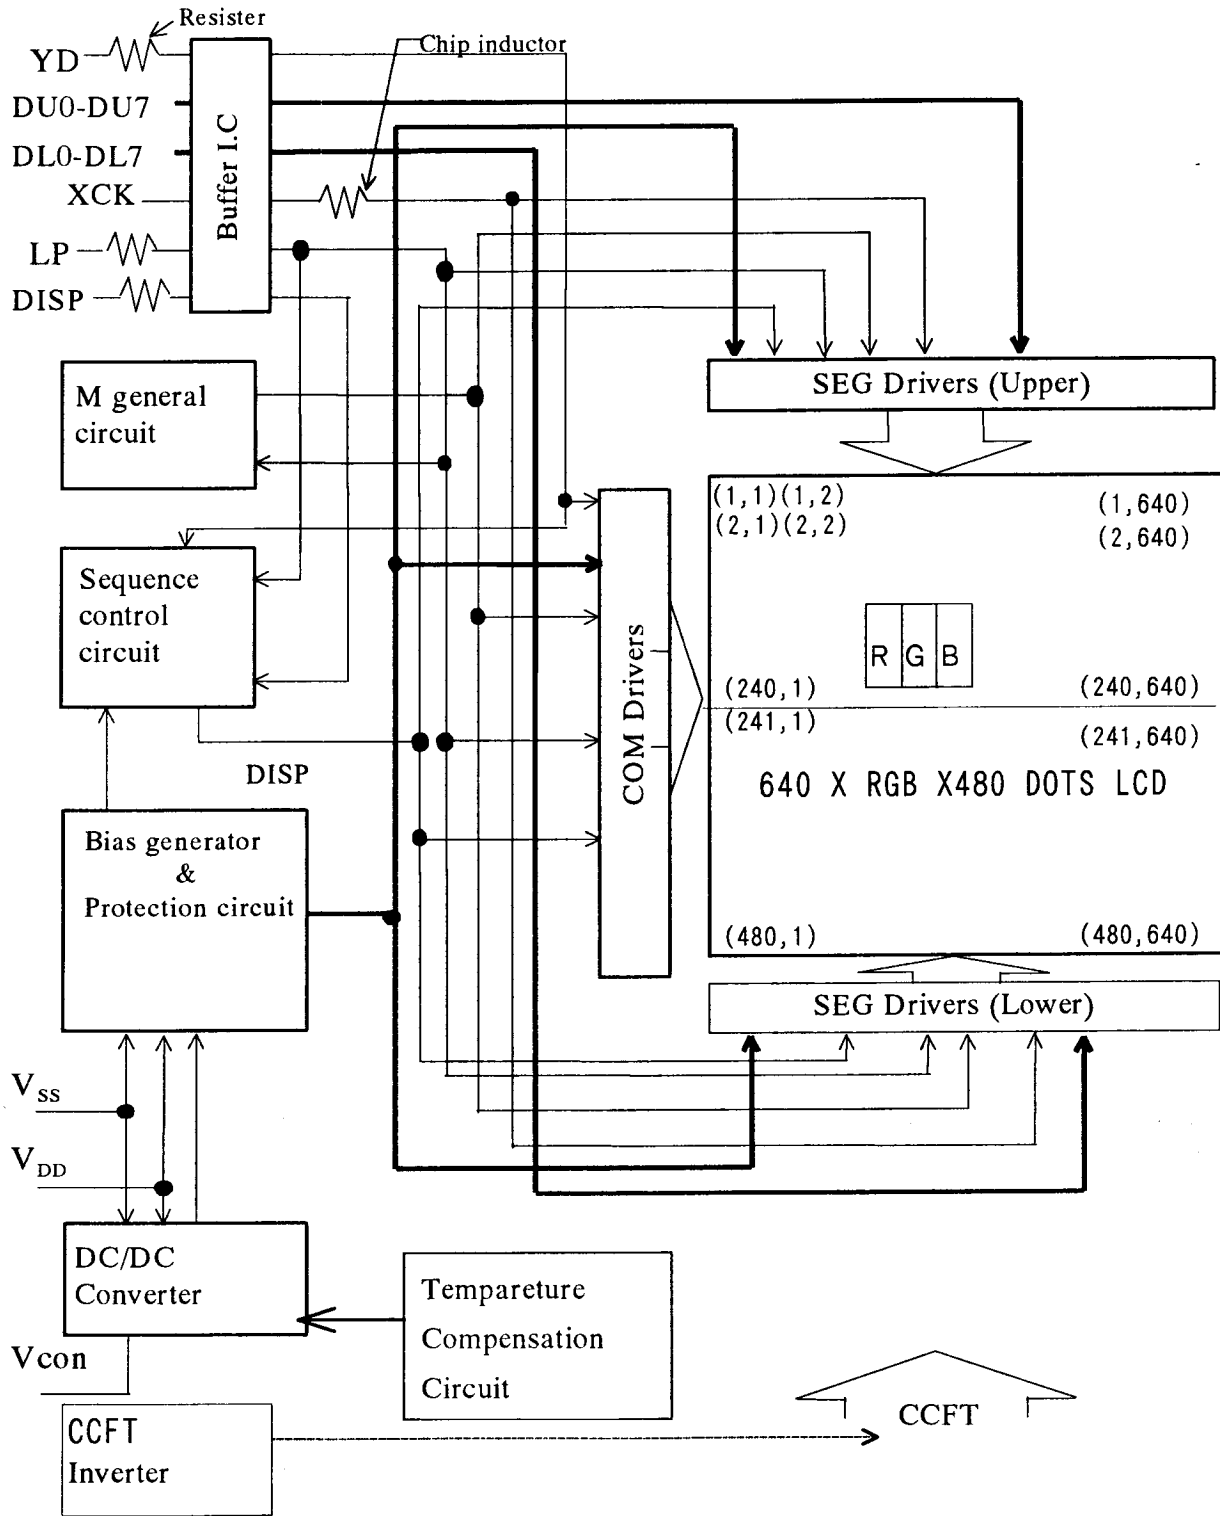 Resister
Chip inductor
YD
DU0-DU7
DL0-DL7
XCK
LP
DISP
Buffer I.C
M general
circuit
SEG Drivers (Upper)
(1,1)(1,2)
(1,640)
(2,1)(2,2)
(2,640)
Sequence
control
circuit
R G B
COM Drivers
(240,1)
(240,640)
(241,1)
(241,640)
DISP
640 X RGB X480 DOTS LCD
Bias generator
&
Protection circuit
(480,1)
(480,640)
SEG Drivers (Lower)
VSS
VDD
DC/DC
Converter
Tempareture
Compensation
Circuit
Vcon
CCFT
CCFT
Inverter